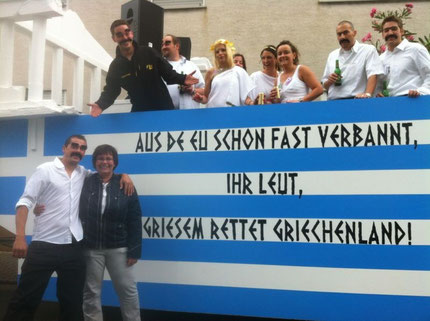 AUS DE EU SCHON FAST VERBANNT,
IHR LEUT,
GRIESEM RETTET GRIECHENLAND!